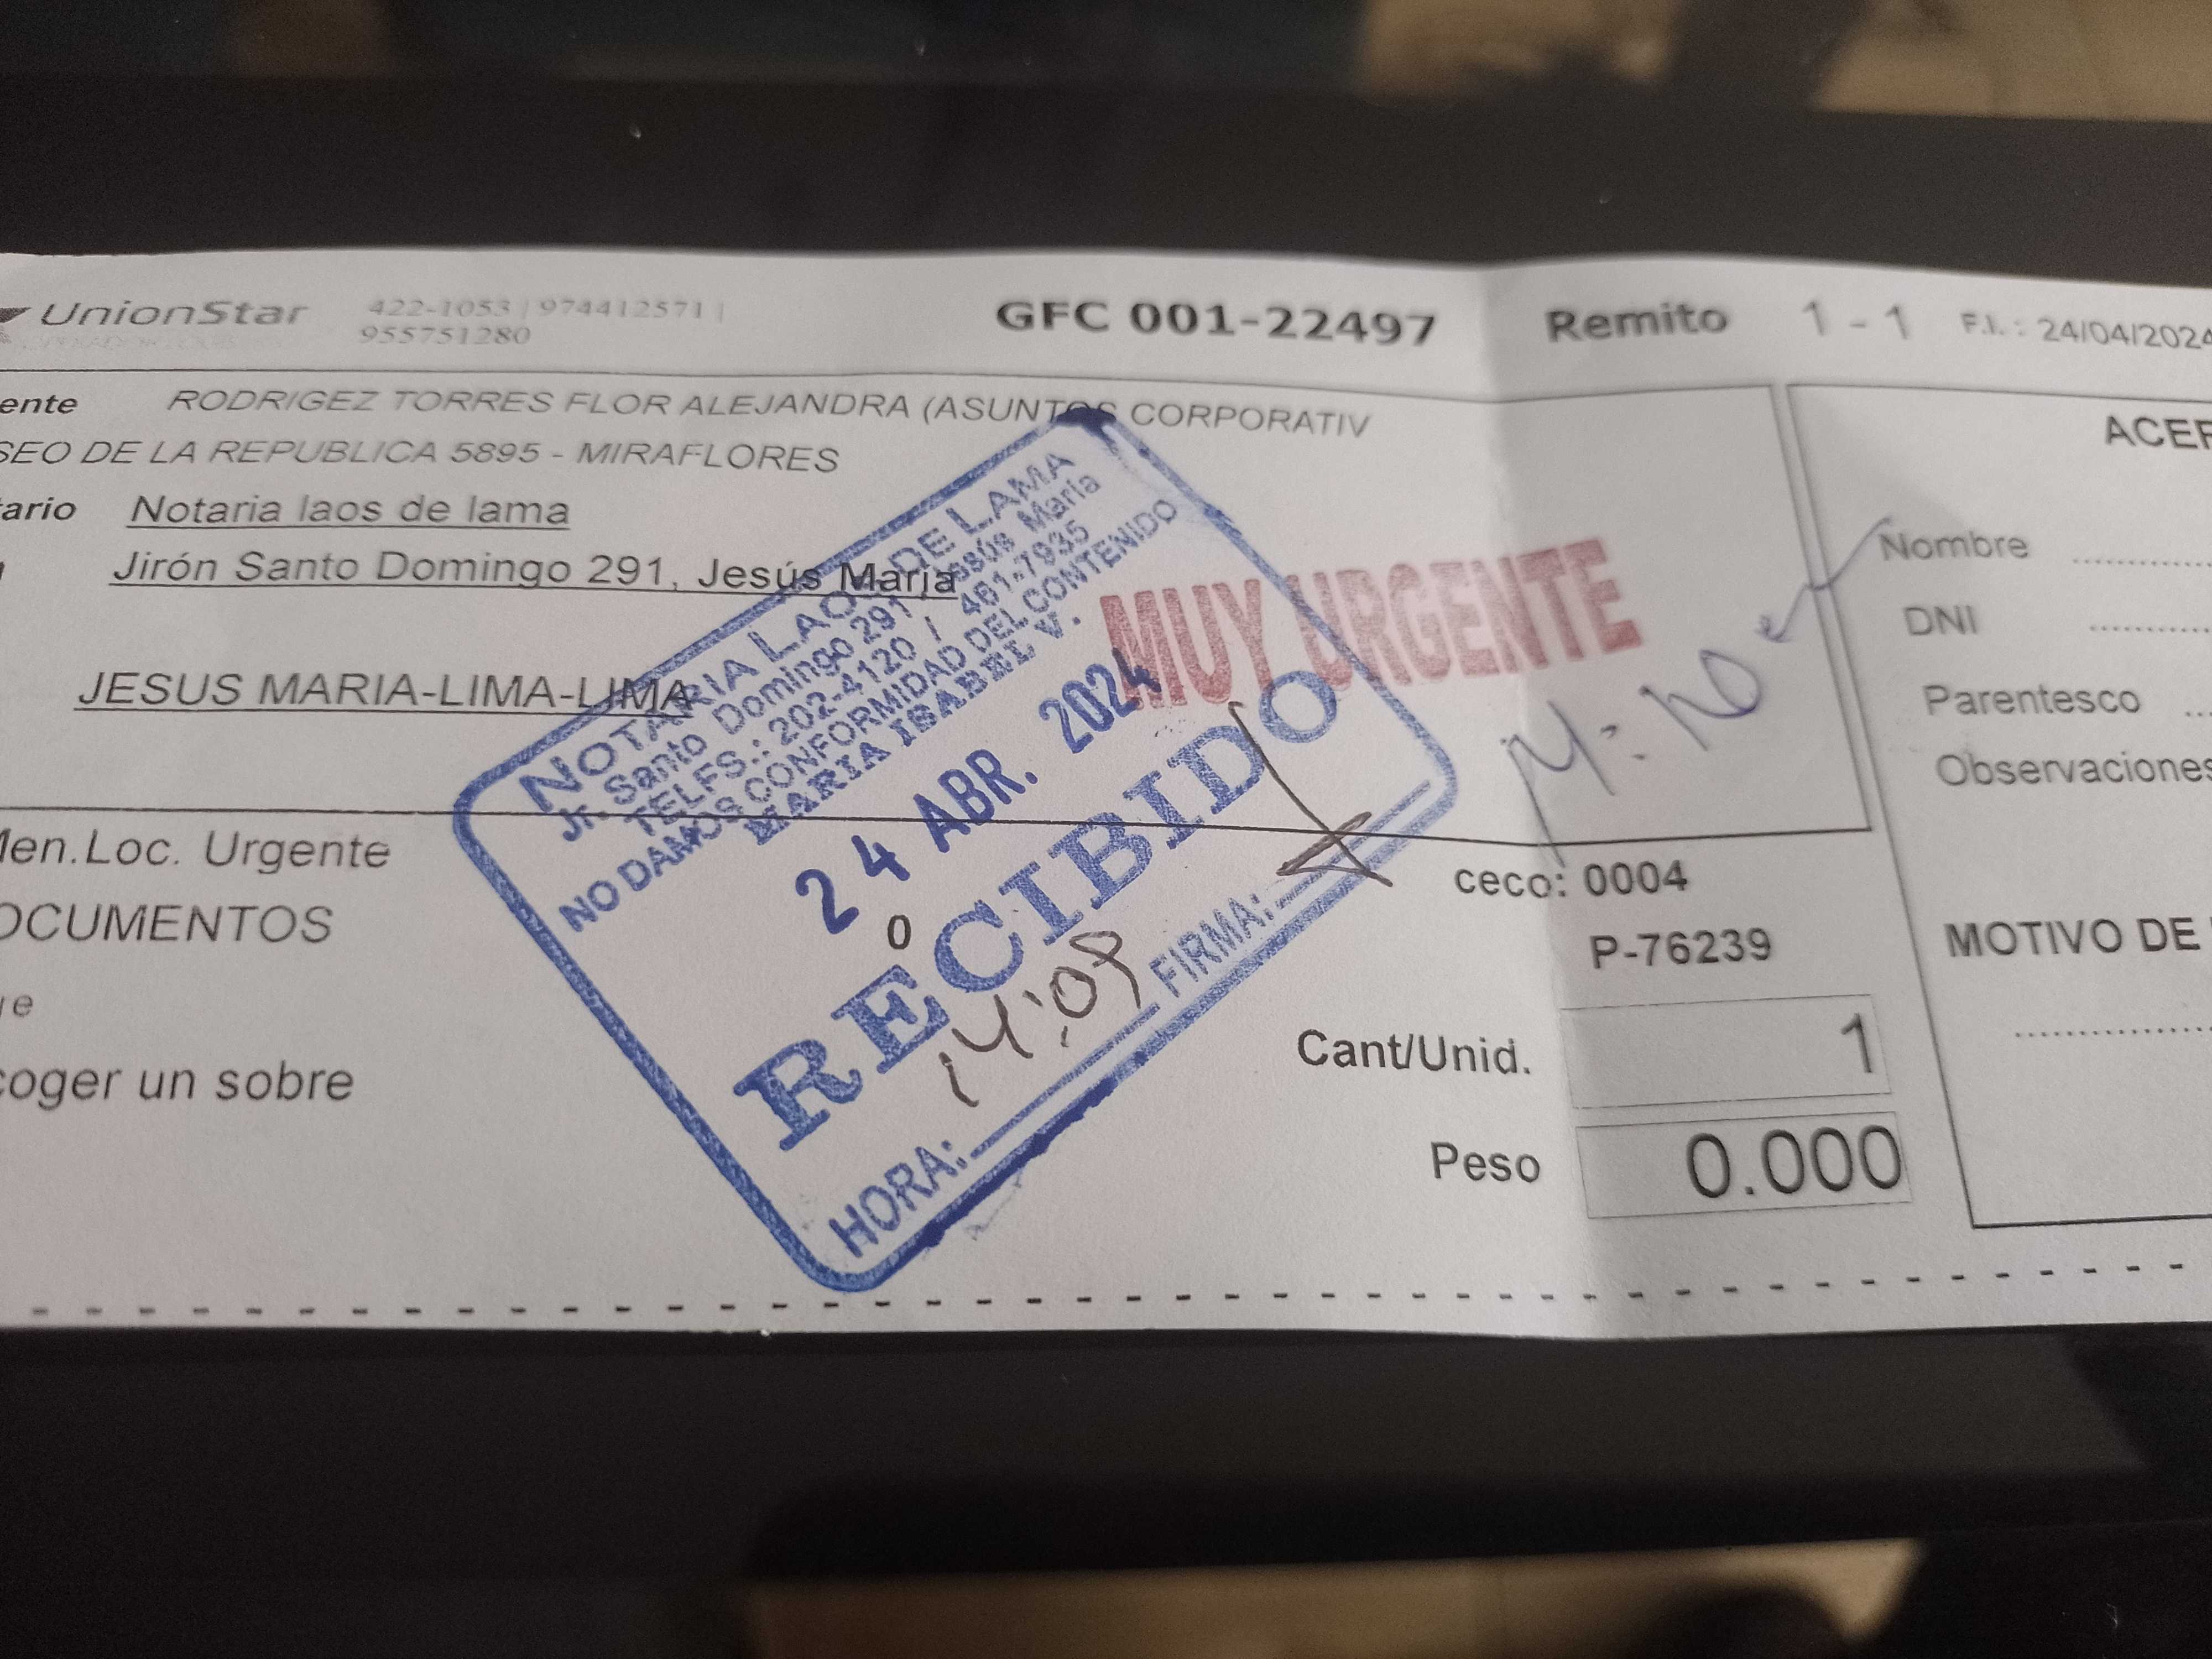 UnionStar 422-1053 | 974412571 | GFC 001-22497 Remito 1 - 1 F.I. : 24/04/2024
955751280
ente RODRIGEZ TORRES FLOR ALEJANDRA (ASUNTOS CORPORATIV
SEO DE LA REPUBLICA 5895 - MIRAFLORES
tario Notaria laos de lama
Jirón Santo Domingo 291, Jesús María
JESUS MARIA-LIMA-LIMA
NOTARIA LAOS DE LAMA
Jr. Santo Domingo 291 - Jesús María
TELFS.: 202-4120 / 461-7935
NO DAMOS CONFORMIDAD DEL CONTENIDO
MARIA ISABEL V.
24 ABR. 2024
RECIBIDO
14:09
HORA: FIRMA:
MUY URGENTE
ACER
Nombre
DNI
Parentesco
Observaciones
MOTIVO DE
Men.Loc. Urgente
OCUMENTOS
coger un sobre
0
ceco: 0004
P-76239
Cant/Unid. 1
Peso 0.000